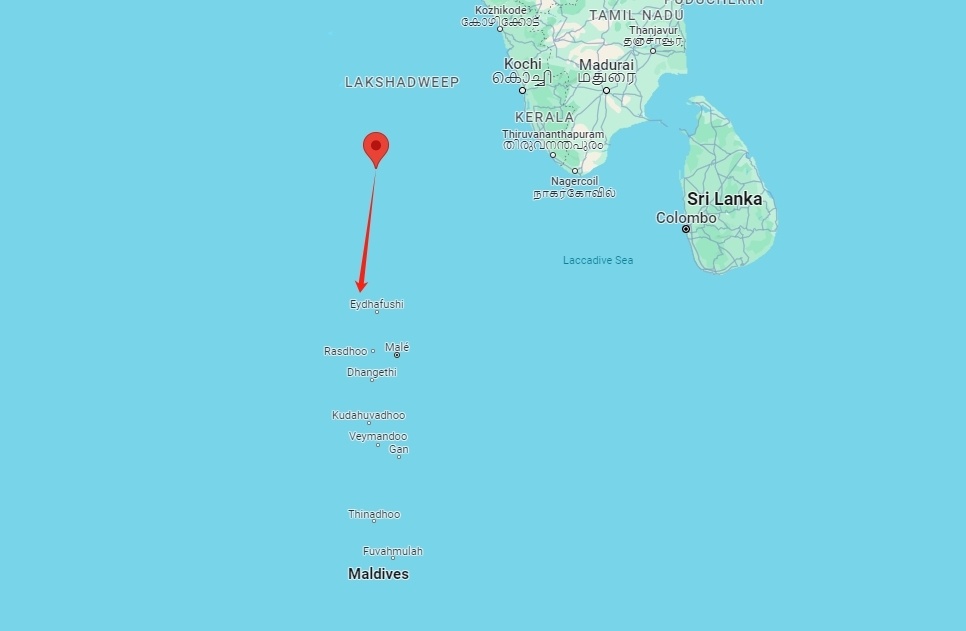 PUDUCHERRY
Kozhikode
കോഴിക്കോട്
TAMIL NADU
Thanjavur
தஞ்சாவூர்
LAKSHADWEEP
Kochi
കൊച്ചി
Madurai
மதுரை
KERALA
Thiruvananthapuram
തിരുവനന്തപുരം
Nagercoil
நாகர்கோவில்
Sri Lanka
Colombo
Laccadive Sea
Eydhafushi
Rasdhoo
Malé
Dhangethi
Kudahuvadhoo
Veymandoo
Gan
Thinadhoo
Fuvahmulah
Maldives